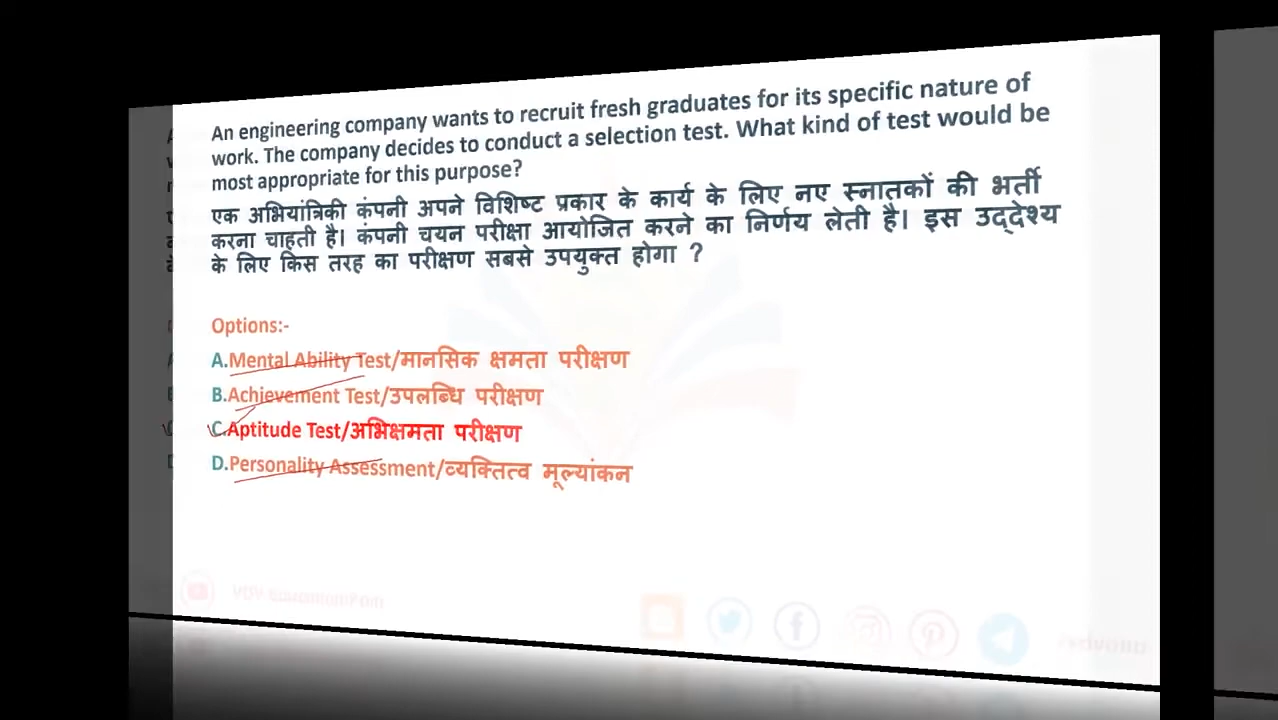 An engineering company wants to recruit fresh graduates for its specific nature of
work. The company decides to conduct a selection test. What kind of test would be
most appropriate for this purpose?
एक अभियांत्रिकी कंपनी अपने विशिष्ट प्रकार के कार्य के लिए नए स्नातकों की भर्ती
करना चाहती है। कंपनी चयन परीक्षा आयोजित करने का निर्णय लेती है। इस उद्देश्य
के लिए किस तरह का परीक्षण सबसे उपयुक्त होगा ?
Options:-
A.Mental Ability Test/मानसिक क्षमता परीक्षण
B.Achievement Test/उपलब्धि परीक्षण
C.Aptitude Test/अभिक्षमता परीक्षण
D.Personality Assessment/व्यक्तित्व मूल्यांकन